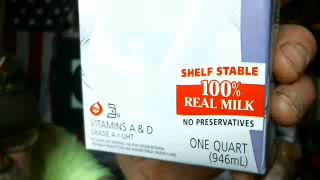 SHELF STABLE
100%
REAL MILK
NO PRESERVATIVES
VITAMINS A & D
GRADE A • UHT
ONE QUART
(946mL)